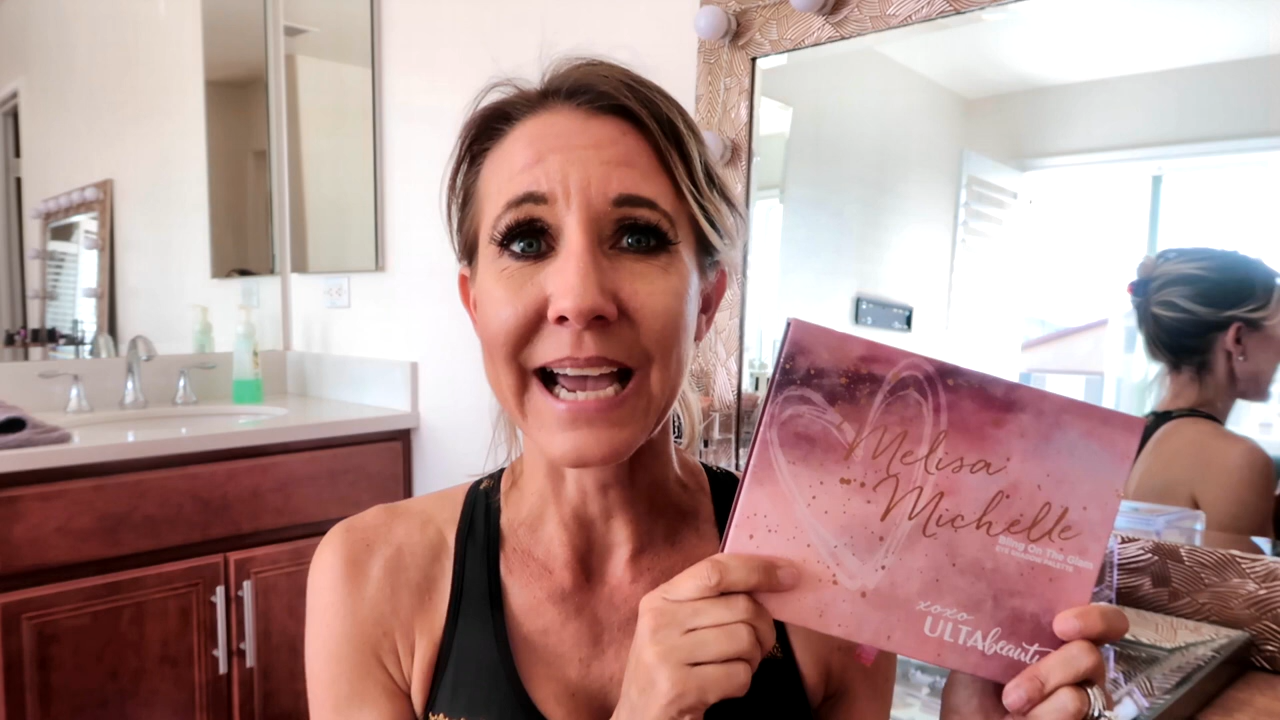 Melisa
Michelle
Bling On The Glam
EYE SHADOW PALETTE
xoxo
ULTAbeauty